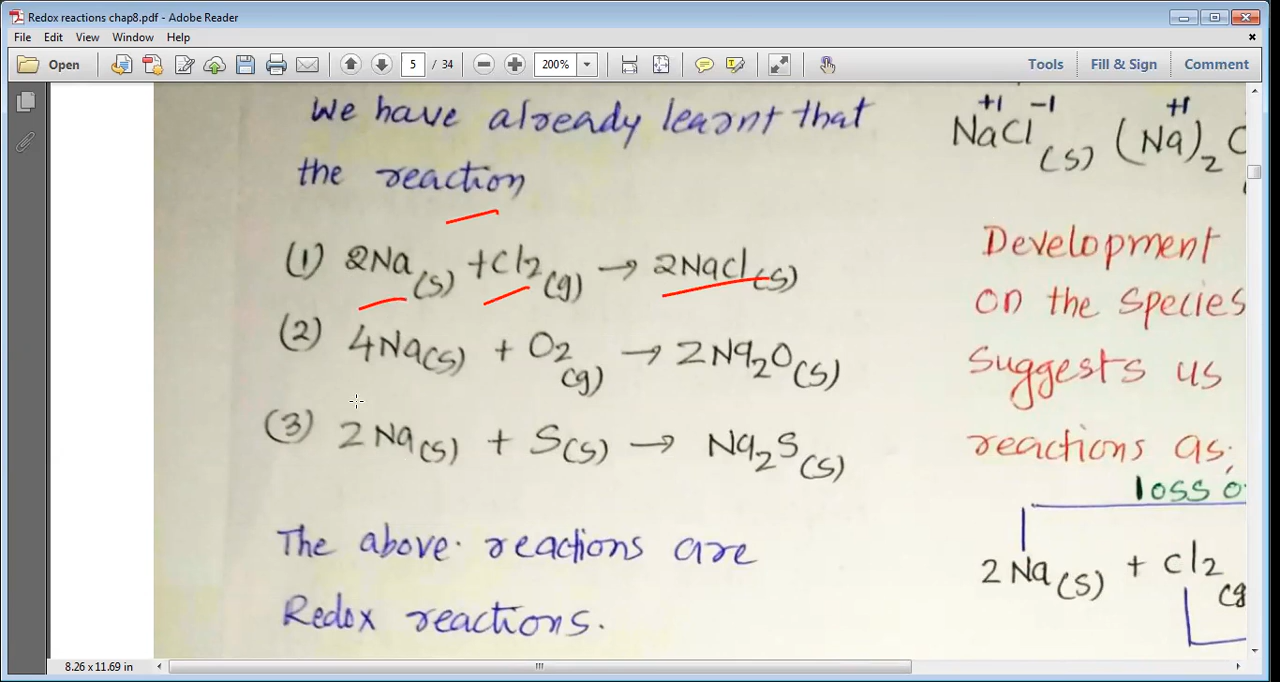 Redox reactions chap8.pdf - Adobe Reader
File Edit View Window Help
Open 5 / 34 200% Tools Fill & Sign Comment
We have already learnt that
the reaction
(1) 2Na(s) + Cl2(g) → 2NaCl(s)
(2) 4Na(s) + O2(g) → 2Na2O(s)
(3) 2Na(s) + S(s) → Na2S(s)
The above reactions are
Redox reactions.
+1 -1 +1
NaCl(s) (Na)2
Development
on the species
suggests us
reactions as:
loss o
2Na(s) + Cl2(g
8.26 x 11.69 in